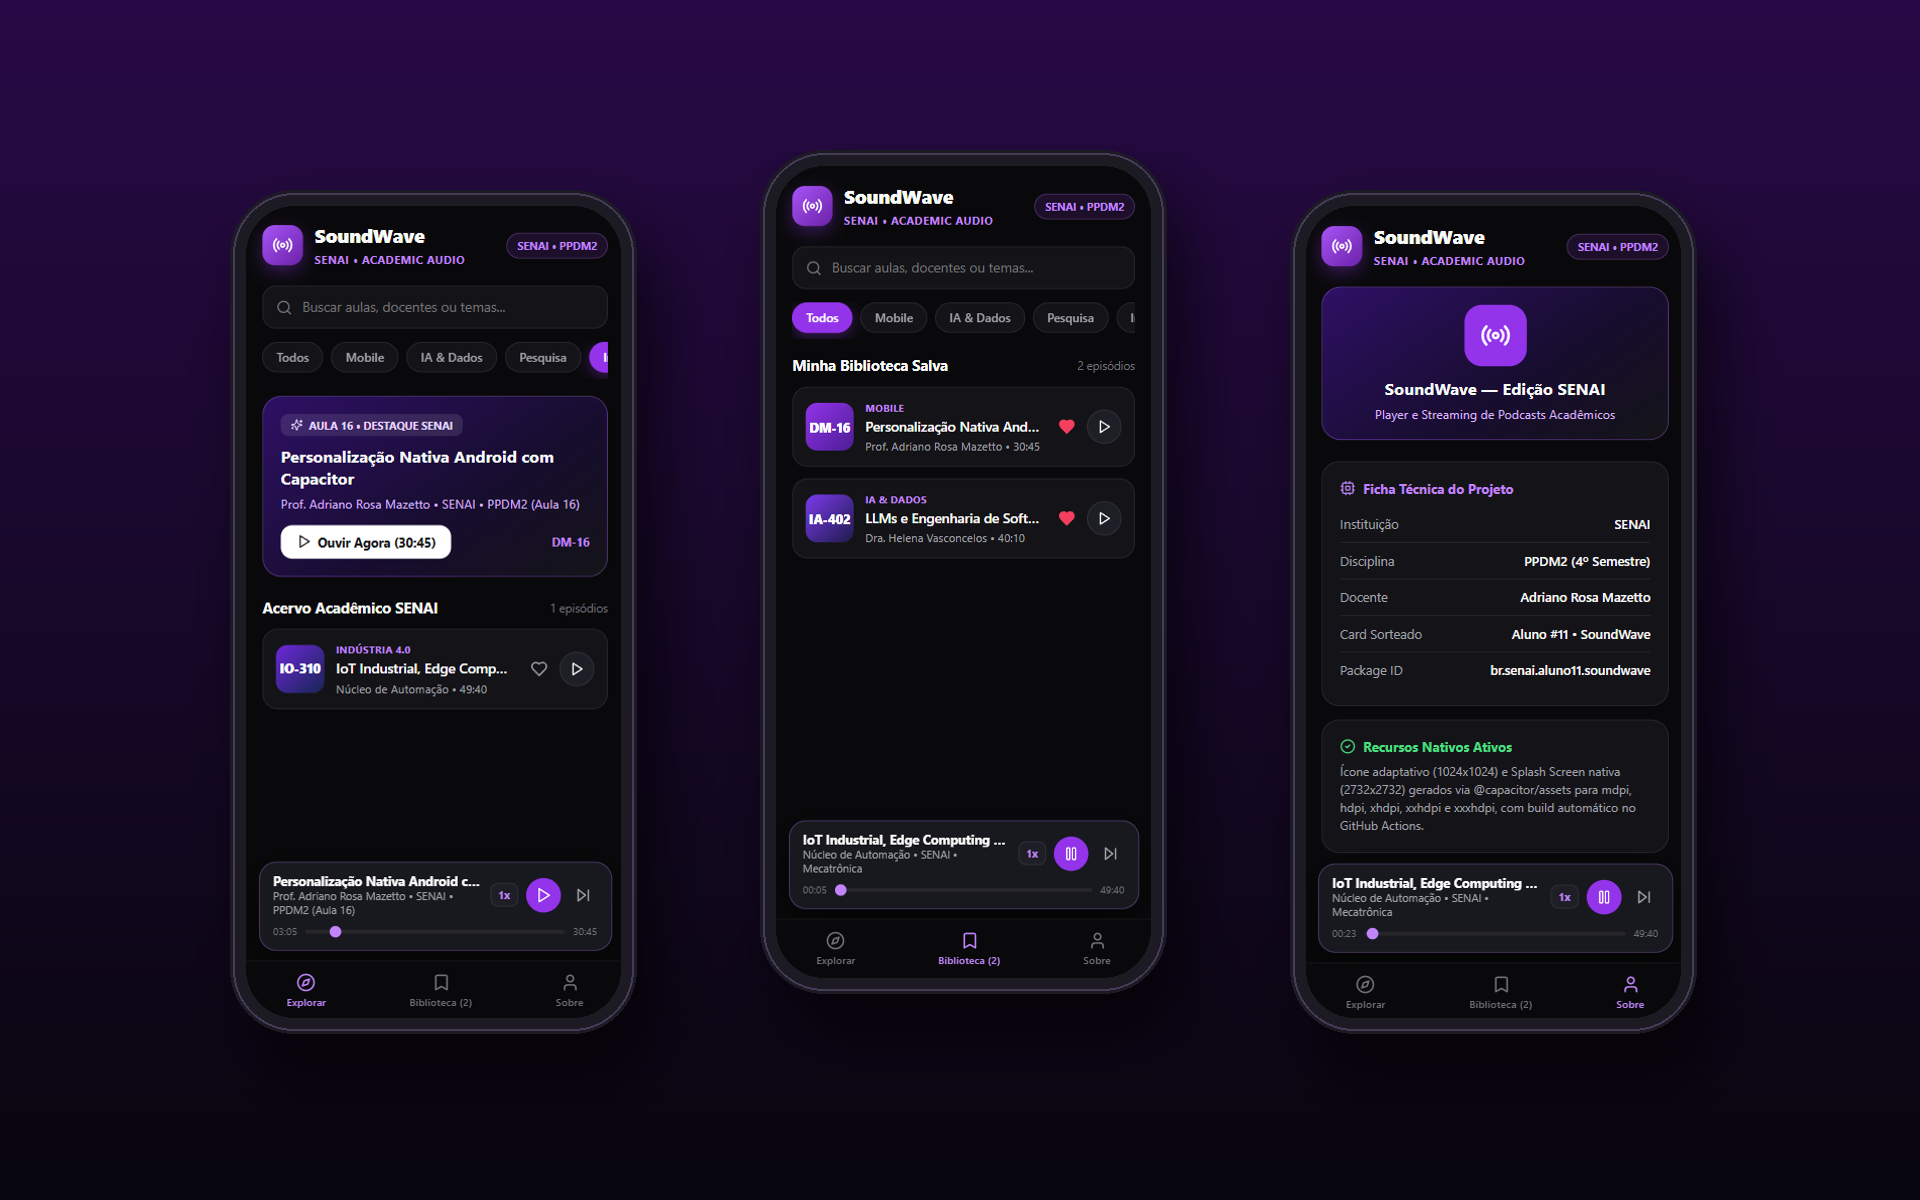 SoundWave
SENAI • ACADEMIC AUDIO
SENAI • PPDM2
Buscar aulas, docentes ou temas...
Todos
Mobile
IA & Dados
Pesquisa
AULA 16 • DESTAQUE SENAI
Personalização Nativa Android com
Capacitor
Prof. Adriano Rosa Mazetto • SENAI • PPDM2 (Aula 16)
Ouvir Agora (30:45)
DM-16
Acervo Acadêmico SENAI
1 episódios
IO-310
INDÚSTRIA 4.0
IoT Industrial, Edge Comp...
Núcleo de Automação • 49:40
Personalização Nativa Android c...
Prof. Adriano Rosa Mazetto • SENAI •
PPDM2 (Aula 16)
1x
03:05
30:45
Explorar
Biblioteca (2)
Sobre
SoundWave
SENAI • ACADEMIC AUDIO
SENAI • PPDM2
Buscar aulas, docentes ou temas...
Todos
Mobile
IA & Dados
Pesquisa
Minha Biblioteca Salva
2 episódios
DM-16
MOBILE
Personalização Nativa And...
Prof. Adriano Rosa Mazetto • 30:45
IA-402
IA & DADOS
LLMs e Engenharia de Soft...
Dra. Helena Vasconcelos • 40:10
IoT Industrial, Edge Computing ...
Núcleo de Automação • SENAI •
Mecatrônica
1x
00:05
49:40
Explorar
Biblioteca (2)
Sobre
SoundWave
SENAI • ACADEMIC AUDIO
SENAI • PPDM2
SoundWave — Edição SENAI
Player e Streaming de Podcasts Acadêmicos
Ficha Técnica do Projeto
Instituição
SENAI
Disciplina
PPDM2 (4º Semestre)
Docente
Adriano Rosa Mazetto
Card Sorteado
Aluno #11 • SoundWave
Package ID
br.senai.aluno11.soundwave
Recursos Nativos Ativos
Ícone adaptativo (1024x1024) e Splash Screen nativa
(2732x2732) gerados via @capacitor/assets para mdpi,
hdpi, xhdpi, xxhdpi e xxxhdpi, com build automático no
GitHub Actions.
IoT Industrial, Edge Computing ...
Núcleo de Automação • SENAI •
Mecatrônica
1x
00:23
49:40
Explorar
Biblioteca (2)
Sobre